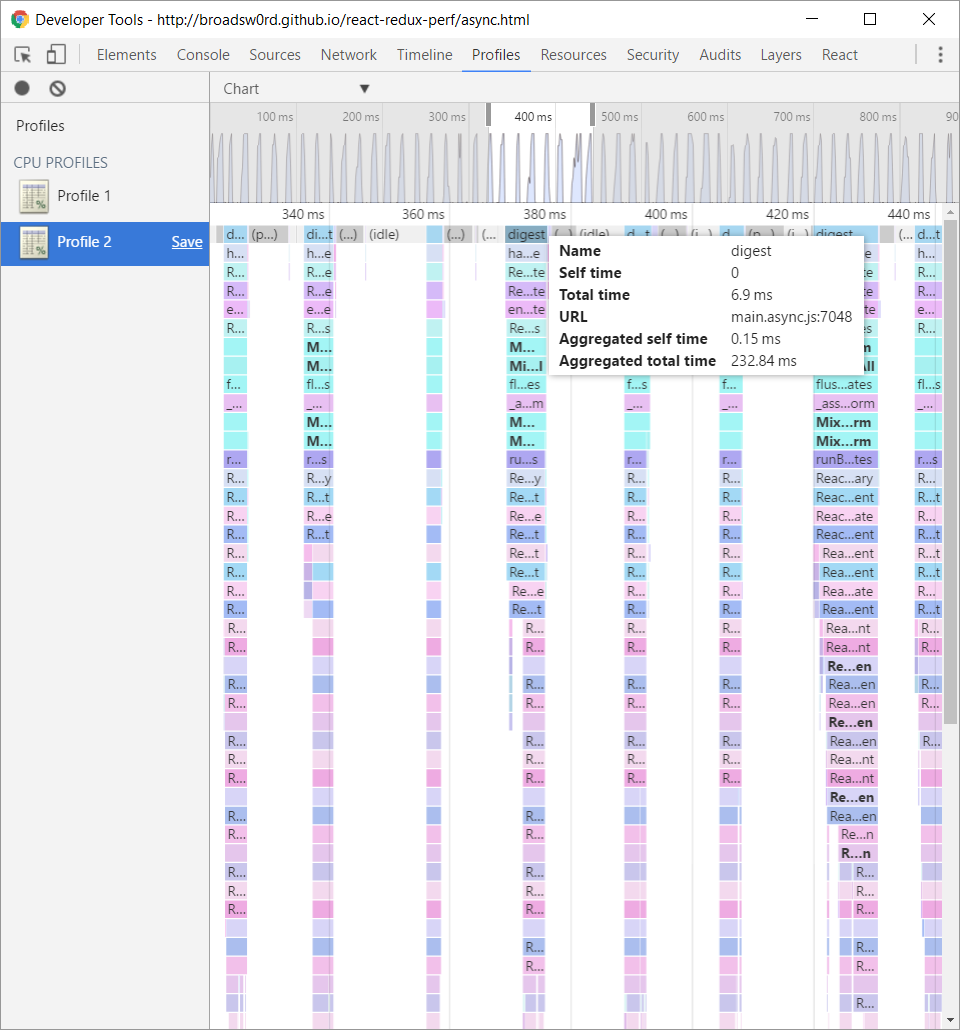 Developer Tools - http://broadsw0rd.github.io/react-redux-perf/async.html
Elements Console Sources Network Timeline Profiles Resources Security Audits Layers React
Chart ▼
Profiles
CPU PROFILES
Profile 1
Profile 2 Save
100 ms 200 ms 300 ms 400 ms 500 ms 600 ms 700 ms 800 ms 90
340 ms 360 ms 380 ms 400 ms 420 ms 440 ms
d... (p...) di...t (...) (idle) (...) (... digest (...) (idle) (i...) d...t (...) (i...) d... (p...) (i...) digest (... d...t
Name digest
Self time 0
Total time 6.9 ms
URL main.async.js:7048
Aggregated self time 0.15 ms
Aggregated total time 232.84 ms
h... h...e ha...e e h...
R... R...e Re...te te R...
R... R...e Re...te te R...
e... e...e en...te te e...
R... R...s Re...s es R...
M... M... m
M... Mi...l All
f... fl...s fl...es f...s f... flus...ates fl...s
_... _... _a...m _... _... _ass...orm _...
M... M... Mix...rm
M... M... Mix...rm
r... r...s ru...s r... r... runB...tes r...s
R... R...y Re...y R... R... Reac...ary R...y
R... R...t Re...t R... R... Reac...ent R...t
R... R...e Re...e R... R... Reac...ate R...e
R... R...t Re...t R... R... Reac...ent R...t
R... Re...t R... R... Rea...ent R...t
R... Re...t R... R... Rea...ent R...t
R... Re...e R... R... Rea...ate R...
R... Re...t R... R... Rea...ent R...t
R... R... R... R... Rea...nt R...
R... R... R... R... Rea...nt R...
Re...en
R... R... R... R... Rea...en R...
R... R... R... R... Rea...en R...
Re...en
R... R... R... R... Rea...en R...
R... R... R... R... Rea...nt
R... R... R... R... Rea...nt
Re...en
R... R... Rea...en
R... R... Re...n
R...n
R... R... R...
R... R... R...
R... R... R...
R... R...
R... R...
R...